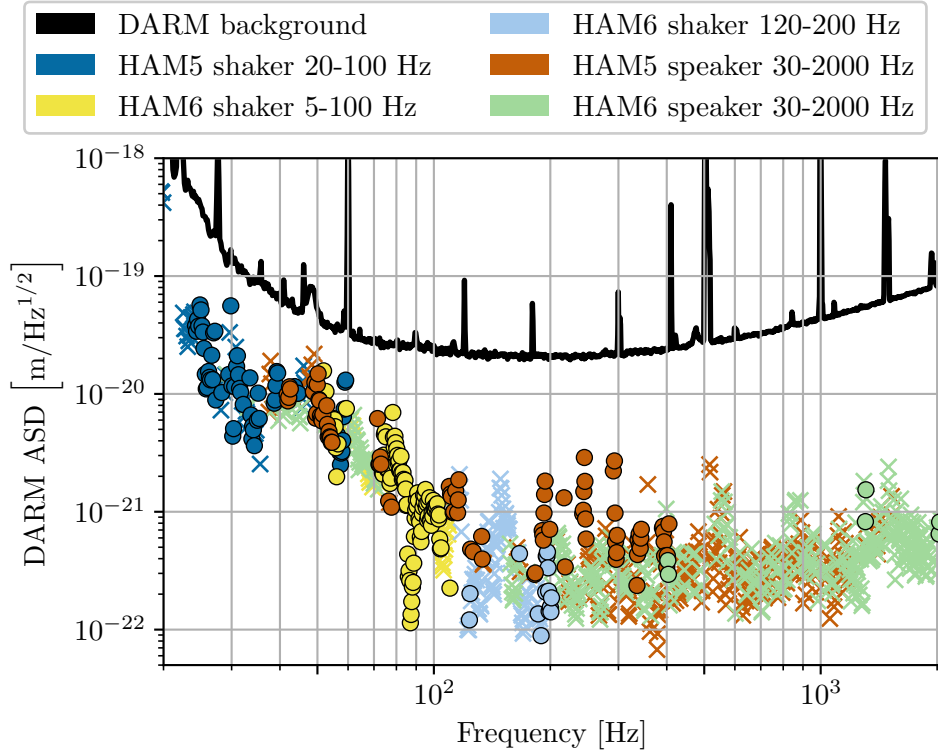 DARM background
HAM5 shaker 20-100 Hz
HAM6 shaker 5-100 Hz
HAM6 shaker 120-200 Hz
HAM5 speaker 30-2000 Hz
HAM6 speaker 30-2000 Hz
DARM ASD [m/Hz^{1/2}]
10^{-18}
10^{-19}
10^{-20}
10^{-21}
10^{-22}
10^2
10^3
Frequency [Hz]